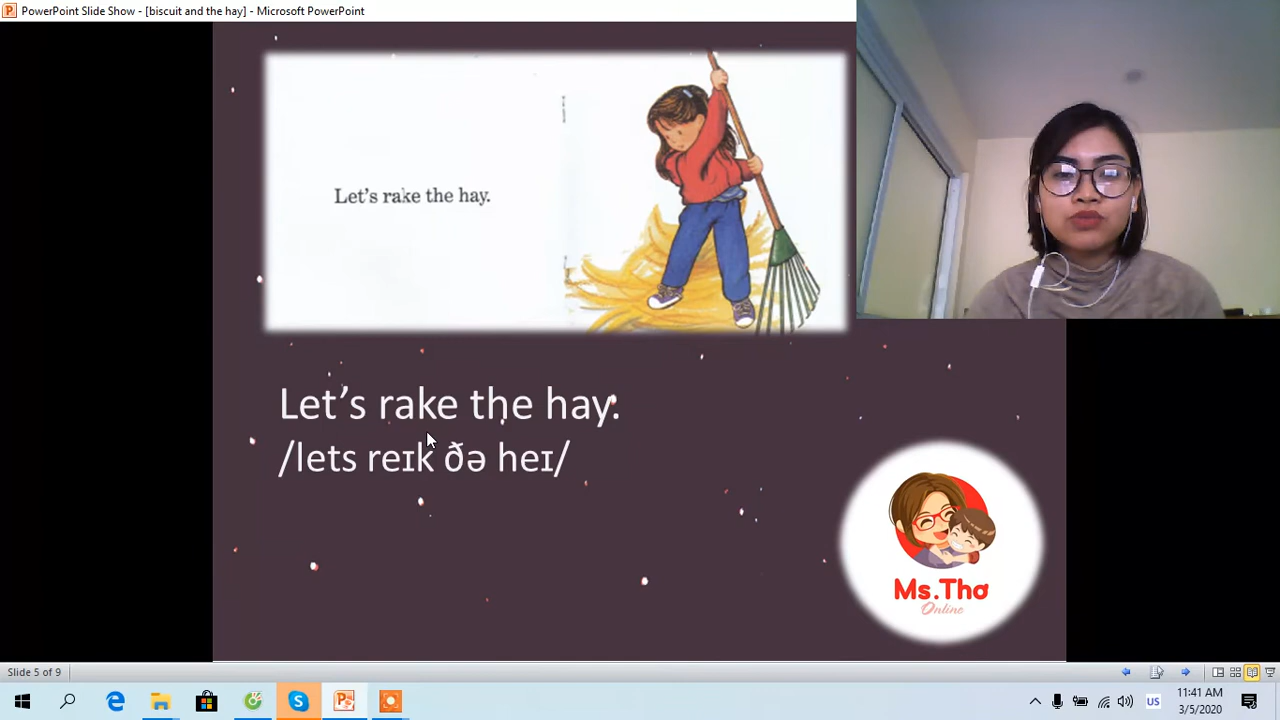 PowerPoint Slide Show - [biscuit and the hay] - Microsoft PowerPoint
Let's rake the hay.
Let’s rake the hay.
/lets reɪk ðə heɪ/
Ms.Thơ
Online
Slide 5 of 9
US
11:41 AM
3/5/2020